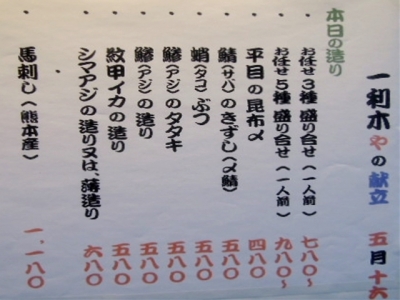 一利木やの献立 五月十六
本日の造り
お任せ3種盛り合せ(一人前) 七八〇~
お任せ5種盛り合せ(一人前) 九八〇~
平目の昆布〆 四八〇
鯖(サバ)のきずし(〆鯖) 五八〇
蛸(タコ)ぶつ 五八〇
鯵(アジ)のタタキ 五八〇
鯵(アジ)の造り 五八〇
紋甲イカの造り 五八〇
シマアジの造り又は、薄造り 六八〇
馬刺し(熊本産) 一、一八〇